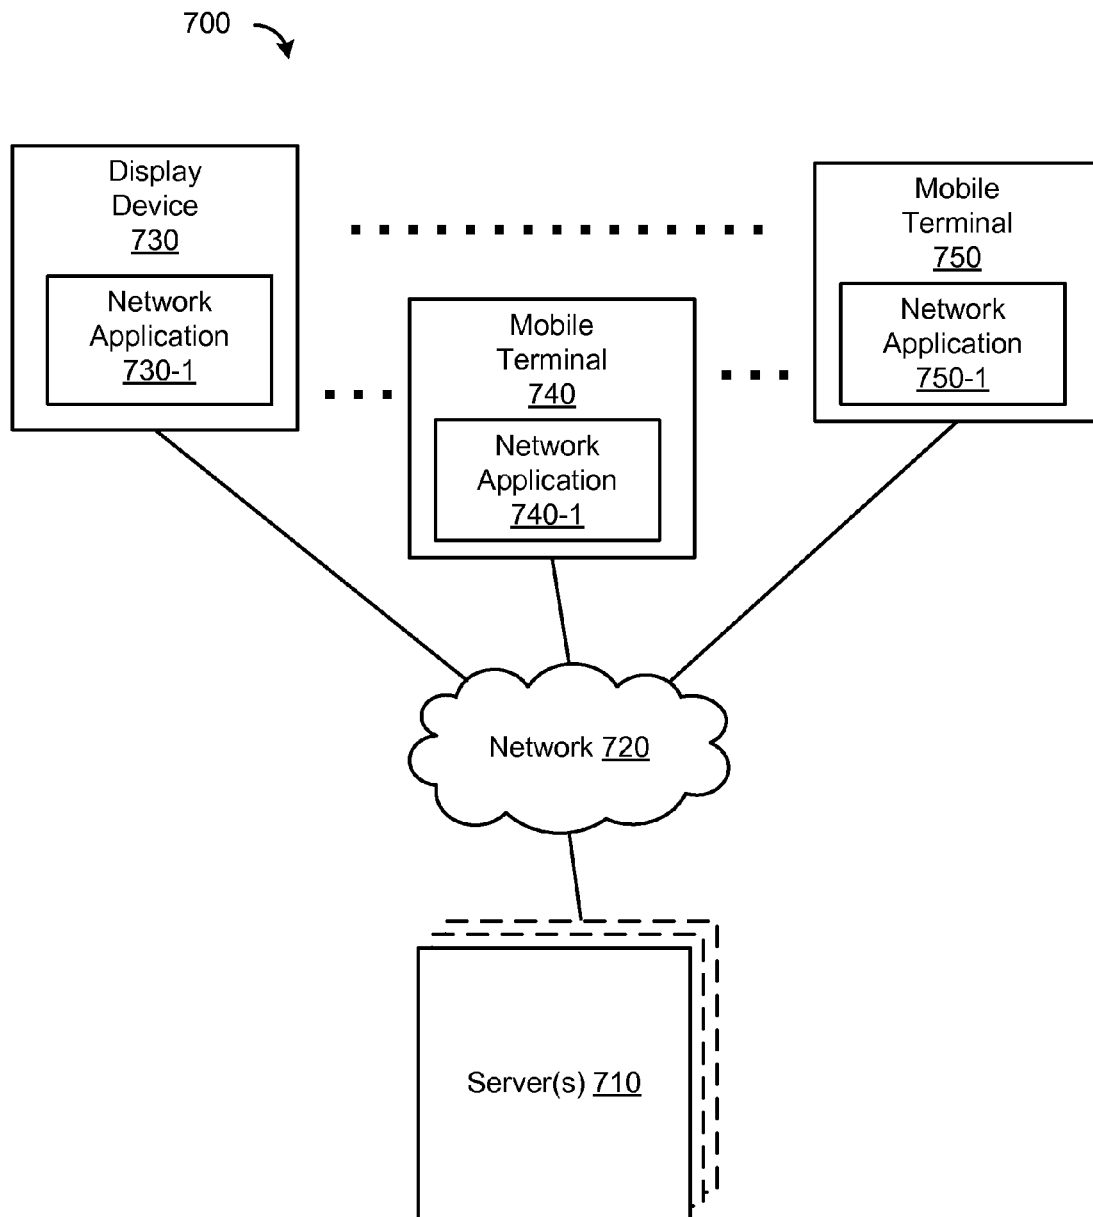 700
Display
Device
730
Network
Application
730-1
Mobile
Terminal
740
Network
Application
740-1
Mobile
Terminal
750
Network
Application
750-1
Network 720
Server(s) 710